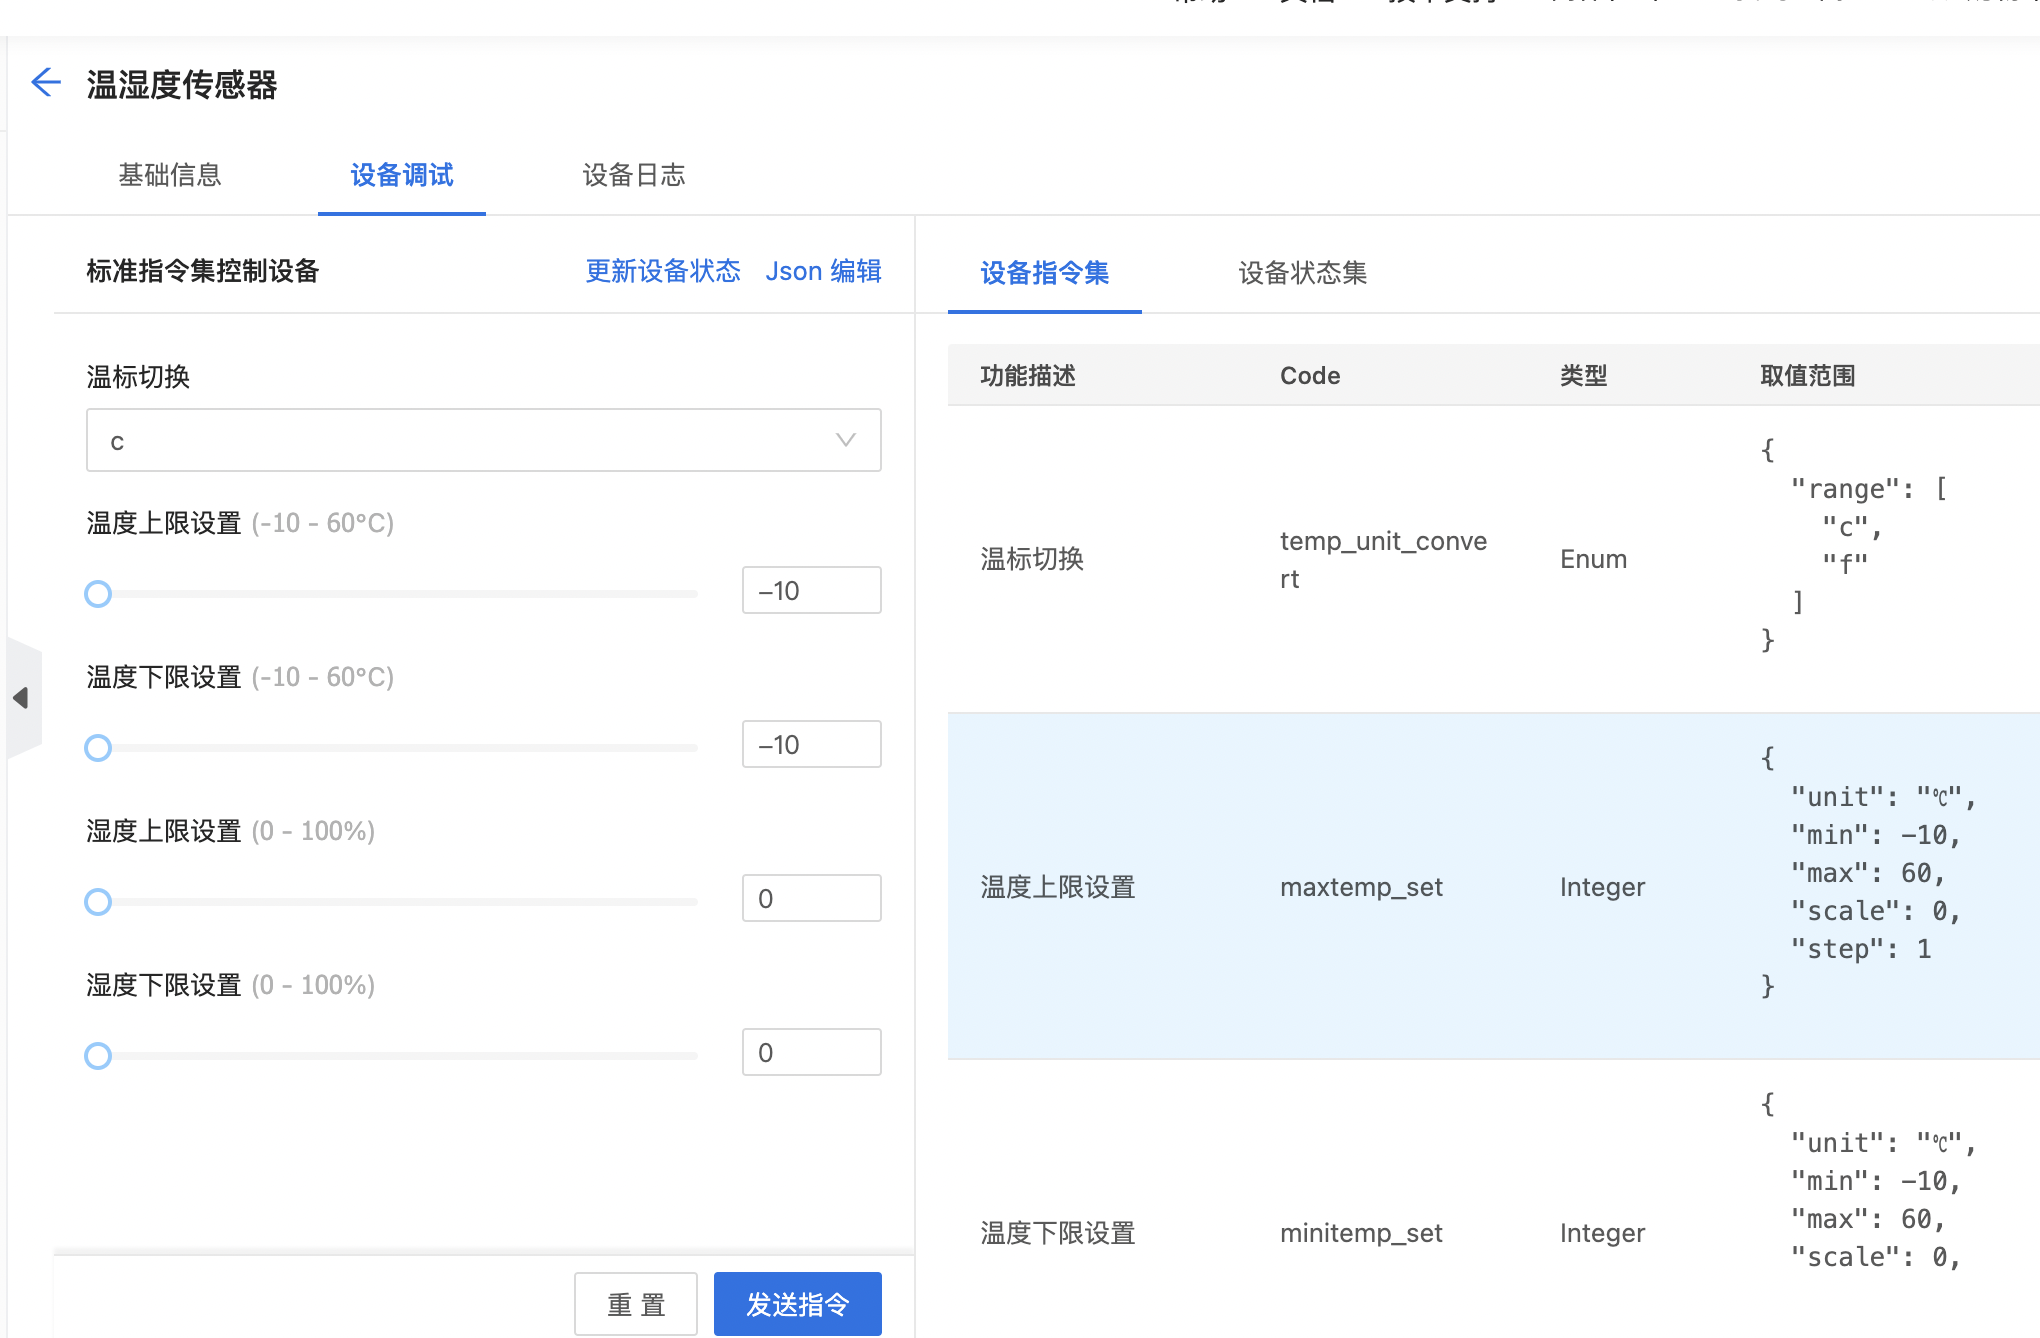 温湿度传感器
基础信息
设备调试
设备日志
标准指令集控制设备
更新设备状态
Json 编辑
温标切换
c
温度上限设置 (-10 - 60°C)
-10
温度下限设置 (-10 - 60°C)
-10
湿度上限设置 (0 - 100%)
0
湿度下限设置 (0 - 100%)
0
重 置
发送指令
设备指令集
设备状态集
功能描述
Code
类型
取值范围
温标切换
temp_unit_conve
rt
Enum
{
"range": [
"c",
"f"
]
}
温度上限设置
maxtemp_set
Integer
{
"unit": "℃",
"min": -10,
"max": 60,
"scale": 0,
"step": 1
}
温度下限设置
minitemp_set
Integer
{
"unit": "℃",
"min": -10,
"max": 60,
"scale": 0,